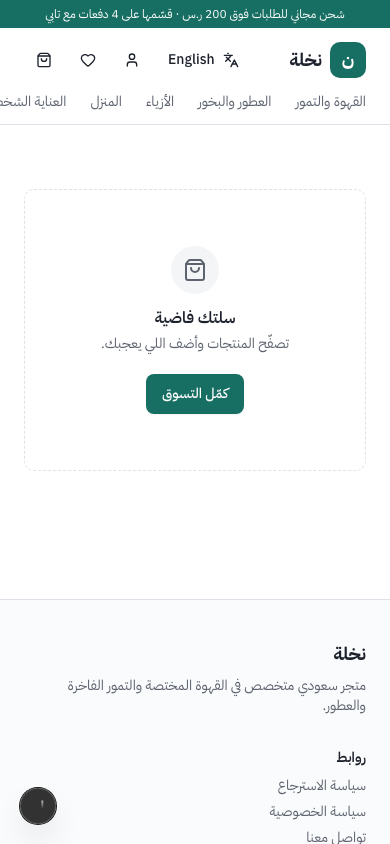 شحن مجاني للطلبات فوق 200 ر.س · قسّمها على 4 دفعات مع تابي
ن نخلة English
القهوة والتمور العطور والبخور الأزياء المنزل العناية
سلتك فاضية
تصفّح المنتجات وأضف اللي يعجبك.
كمّل التسوق
نخلة
متجر سعودي متخصص في القهوة المختصة والتمور الفاخرة
والعطور.
روابط
سياسة الاسترجاع
سياسة الخصوصية
تواصل معنا